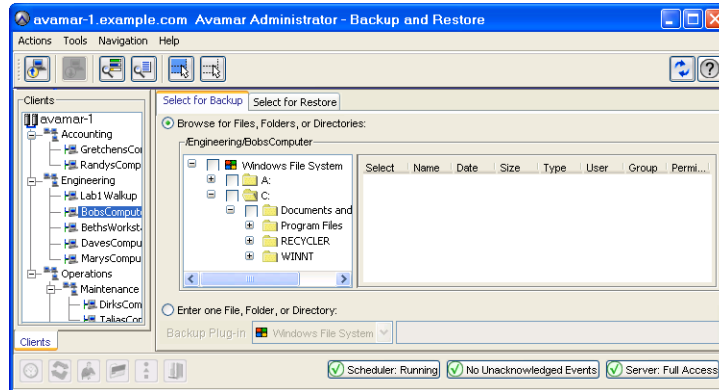 avamar-1.example.com Avamar Administrator - Backup and Restore
Actions Tools Navigation Help
Clients
avamar-1
Accounting
GretchensCo
RandysComp
Engineering
Lab1 Walkup
BobsComput
BethsWorkst
DavesCompu
MarysCompu
Operations
Maintenance
DirksCom
TaliasCor
Clients
Select for Backup Select for Restore
Browse for Files, Folders, or Directories:
/Engineering/BobsComputer
Windows File System
A:
C:
Documents and
Program Files
RECYCLER
WINNT
Select Name Date Size Type User Group Permi...
Enter one File, Folder, or Directory:
Backup Plug-in Windows File System
Scheduler: Running No Unacknowledged Events Server: Full Access